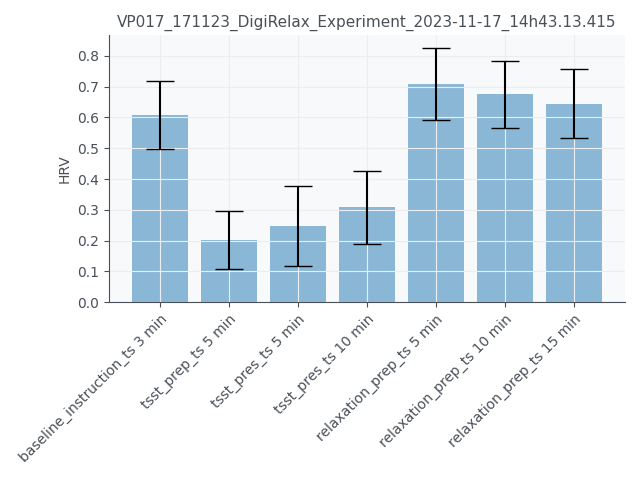 VP017_171123_DigiRelax_Experiment_2023-11-17_14h43.13.415
HRV
0.8
0.7
0.6
0.5
0.4
0.3
0.2
0.1
0.0
baseline_instruction_ts 3 min
tsst_prep_ts 5 min
tsst_pres_ts 5 min
tsst_pres_ts 10 min
relaxation_prep_ts 5 min
relaxation_prep_ts 10 min
relaxation_prep_ts 15 min